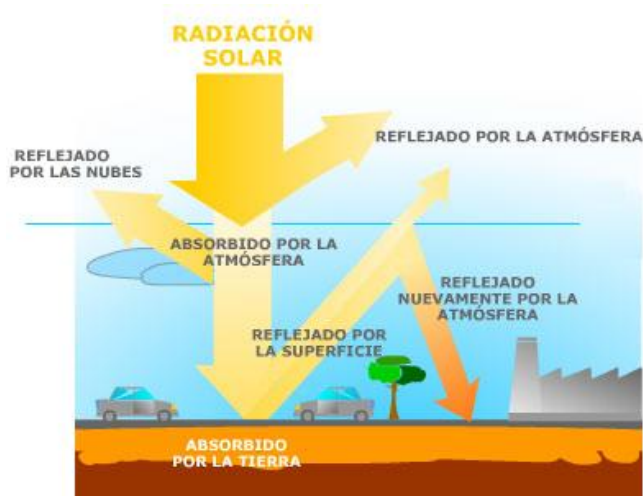 RADIACIÓN
SOLAR
REFLEJADO POR LA ATMÓSFERA
REFLEJADO
POR LAS NUBES
ABSORBIDO POR LA
ATMÓSFERA
REFLEJADO
NUEVAMENTE POR LA
ATMÓSFERA
REFLEJADO POR
LA SUPERFICIE
ABSORBIDO
POR LA TIERRA